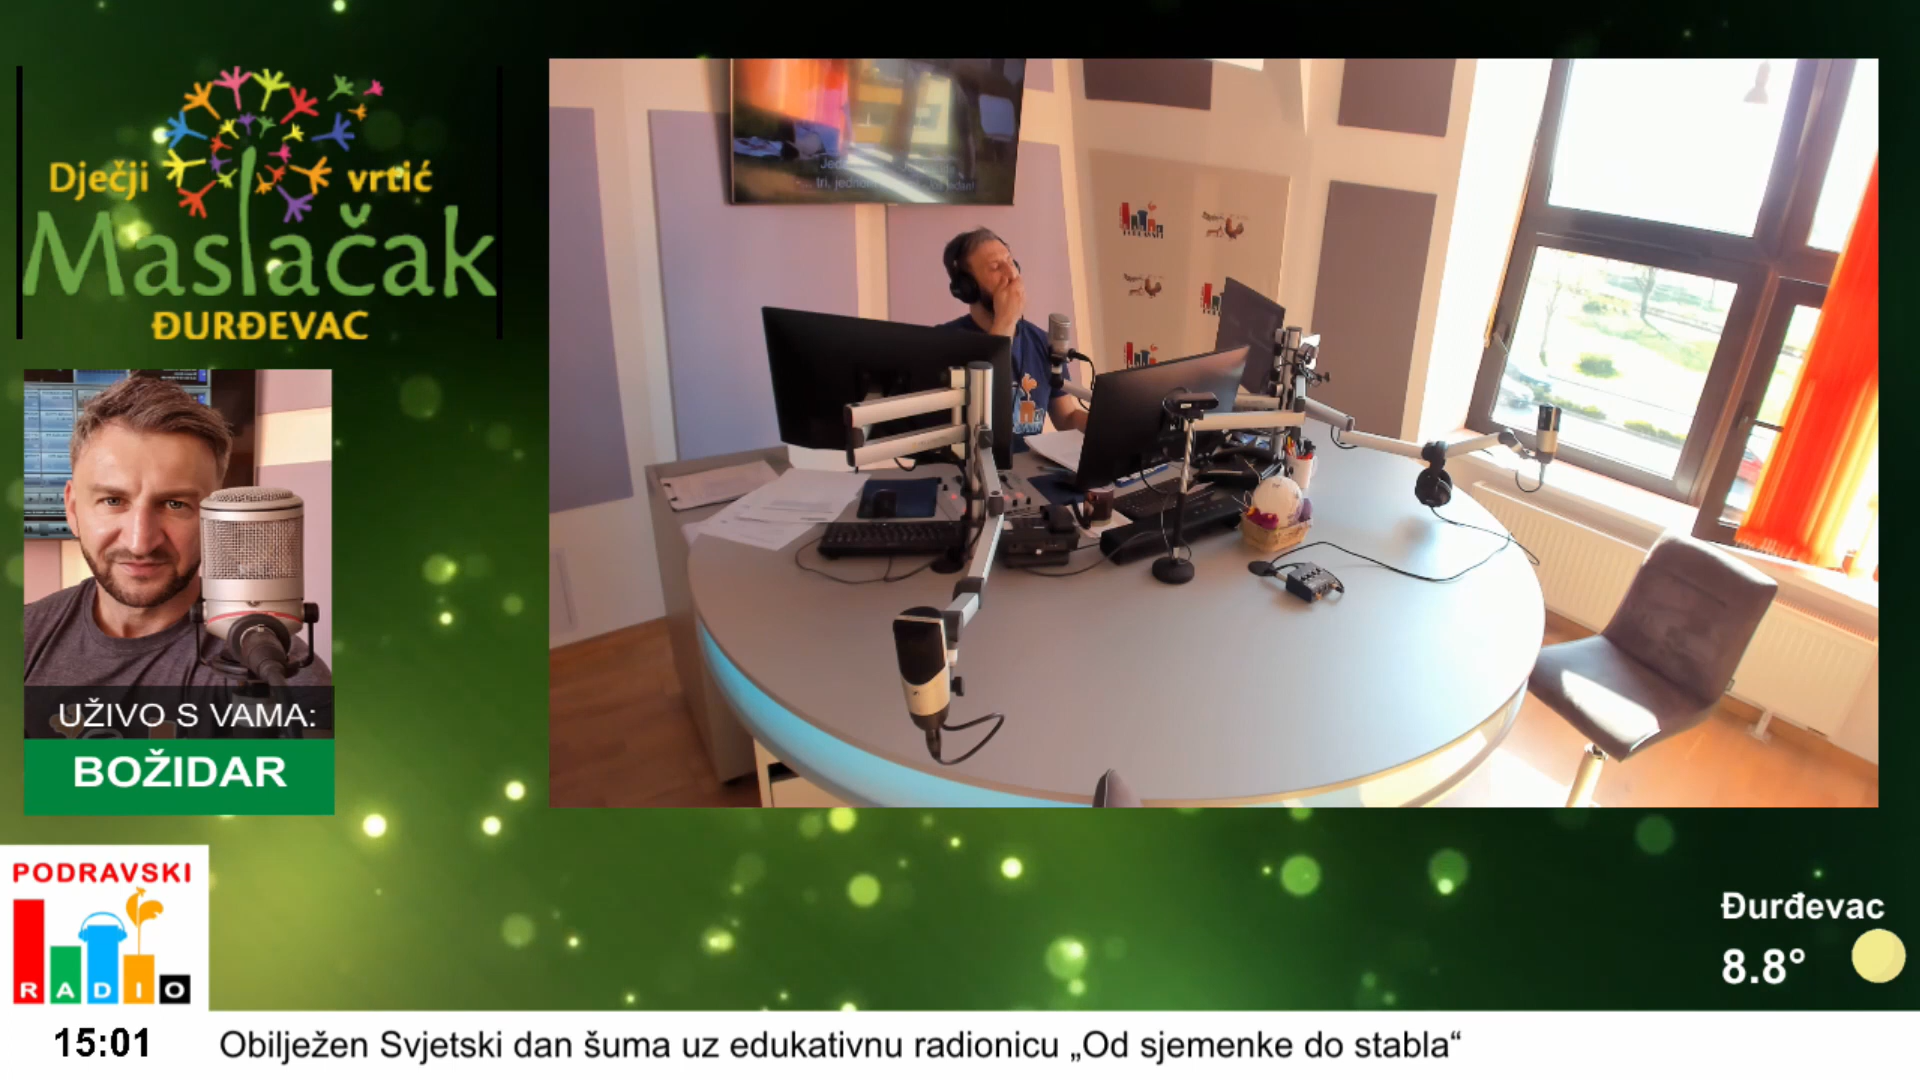 Dječji vrtić
Maslačak
ĐURĐEVAC
UŽIVO S VAMA:
BOŽIDAR
PODRAVSKI
RADIO
Đurđevac
8.8°
15:01
Obilježen Svjetski dan šuma uz edukativnu radionicu „Od sjemenke do stabla“